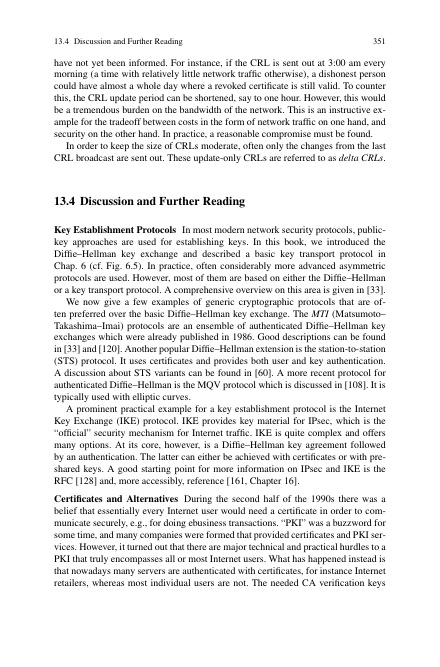 13.4 Discussion and Further Reading 351
have not yet been informed. For instance, if the CRL is sent out at 3:00 am every
morning (a time with relatively little network traffic otherwise), a dishonest person
could have almost a whole day where a revoked certificate is still valid. To counter
this, the CRL update period can be shortened, say to one hour. However, this would
be a tremendous burden on the bandwidth of the network. This is an instructive ex-
ample for the tradeoff between costs in the form of network traffic on one hand, and
security on the other hand. In practice, a reasonable compromise must be found.
In order to keep the size of CRLs moderate, often only the changes from the last
CRL broadcast are sent out. These update-only CRLs are referred to as delta CRLs.
13.4 Discussion and Further Reading
Key Establishment Protocols In most modern network security protocols, public-
key approaches are used for establishing keys. In this book, we introduced the
Diffie–Hellman key exchange and described a basic key transport protocol in
Chap. 6 (cf. Fig. 6.5). In practice, often considerably more advanced asymmetric
protocols are used. However, most of them are based on either the Diffie–Hellman
or a key transport protocol. A comprehensive overview on this area is given in [33].
We now give a few examples of generic cryptographic protocols that are of-
ten preferred over the basic Diffie–Hellman key exchange. The MTI (Matsumoto–
Takashima–Imai) protocols are an ensemble of authenticated Diffie–Hellman key
exchanges which were already published in 1986. Good descriptions can be found
in [33] and [120]. Another popular Diffie–Hellman extension is the station-to-station
(STS) protocol. It uses certificates and provides both user and key authentication.
A discussion about STS variants can be found in [60]. A more recent protocol for
authenticated Diffie–Hellman is the MQV protocol which is discussed in [108]. It is
typically used with elliptic curves.
A prominent practical example for a key establishment protocol is the Internet
Key Exchange (IKE) protocol. IKE provides key material for IPsec, which is the
“official” security mechanism for Internet traffic. IKE is quite complex and offers
many options. At its core, however, is a Diffie–Hellman key agreement followed
by an authentication. The latter can either be achieved with certificates or with pre-
shared keys. A good starting point for more information on IPsec and IKE is the
RFC [128] and, more accessibly, reference [161, Chapter 16].
Certificates and Alternatives During the second half of the 1990s there was a
belief that essentially every Internet user would need a certificate in order to com-
municate securely, e.g., for doing ebusiness transactions. “PKI” was a buzzword for
some time, and many companies were formed that provided certificates and PKI ser-
vices. However, it turned out that there are major technical and practical hurdles to a
PKI that truly encompasses all or most Internet users. What has happened instead is
that nowadays many servers are authenticated with certificates, for instance Internet
retailers, whereas most individual users are not. The needed CA verification keys